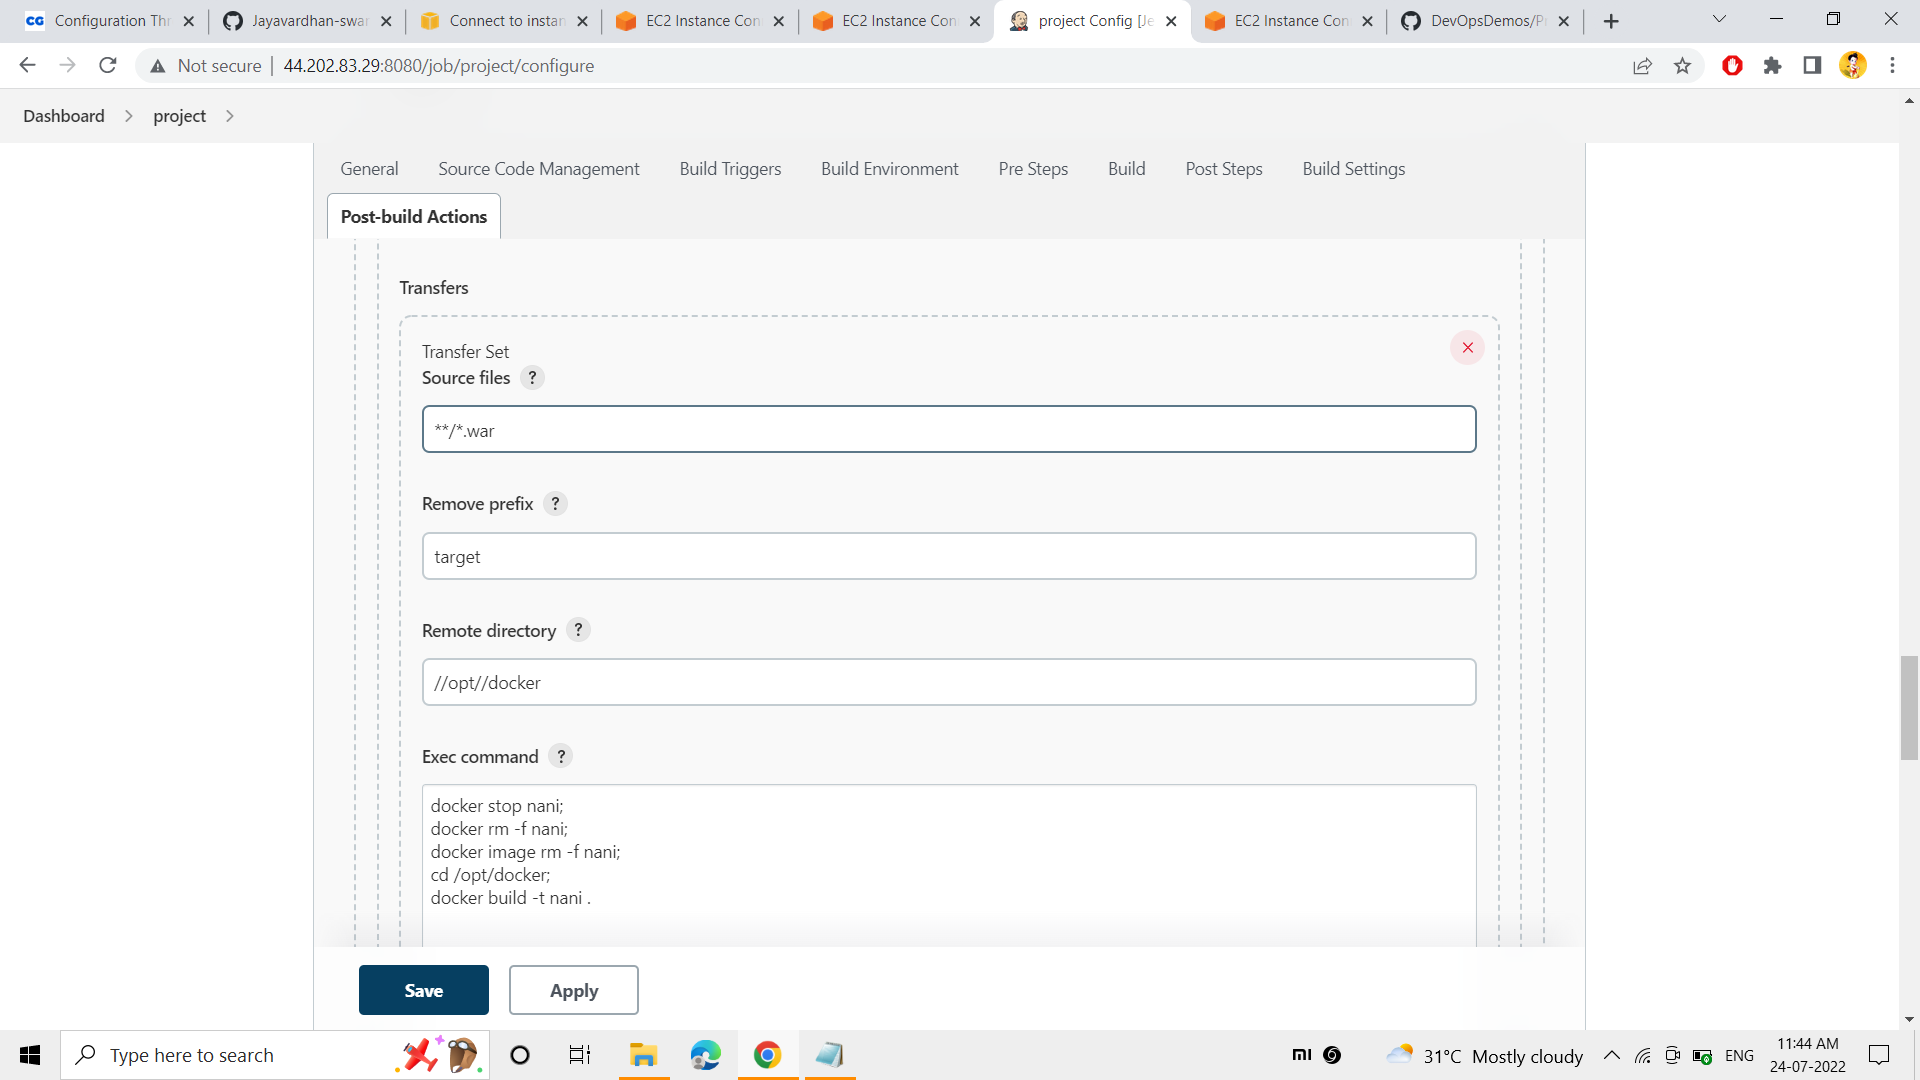 Configuration Thr
Jayavardhan-swar
Connect to instan
EC2 Instance Con
EC2 Instance Con
project Config [Je
EC2 Instance Con
DevOpsDemos/P
Not secure
44.202.83.29:8080/job/project/configure
Dashboard
project
General
Source Code Management
Build Triggers
Build Environment
Pre Steps
Build
Post Steps
Build Settings
Post-build Actions
Transfers
Transfer Set
Source files ?
**/*.war
Remove prefix ?
target
Remote directory ?
//opt//docker
Exec command ?
docker stop nani;
docker rm -f nani;
docker image rm -f nani;
cd /opt/docker;
docker build -t nani .
Save
Apply
Type here to search
31°C Mostly cloudy
ENG
11:44 AM
24-07-2022